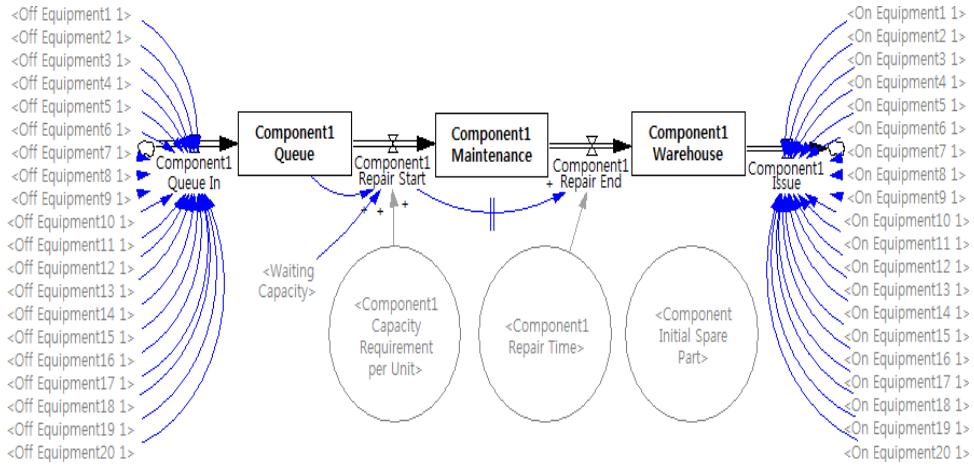 <Off Equipment1 1>
<Off Equipment2 1>
<Off Equipment3 1>
<Off Equipment4 1>
<Off Equipment5 1>
<Off Equipment6 1>
<Off Equipment7 1>
<Off Equipment8 1>
<Off Equipment9 1>
<Off Equipment10 1>
<Off Equipment11 1>
<Off Equipment12 1>
<Off Equipment13 1>
<Off Equipment14 1>
<Off Equipment15 1>
<Off Equipment16 1>
<Off Equipment17 1>
<Off Equipment18 1>
<Off Equipment19 1>
<Off Equipment20 1>
Component1
Queue In
Component1
Queue
Component1
Repair Start
Component1
Maintenance
Component1
Repair End
Component1
Warehouse
Component1
Issue
+
+
+
+
<Waiting
Capacity>
<Component1
Capacity
Requirement
per Unit>
<Component1
Repair Time>
<Component
Initial Spare
Part>
<On Equipment1 1>
<On Equipment2 1>
<On Equipment3 1>
<On Equipment4 1>
<On Equipment5 1>
<On Equipment6 1>
<On Equipment7 1>
<On Equipment8 1>
<On Equipment9 1>
<On Equipment10 1>
<On Equipment11 1>
<On Equipment12 1>
<On Equipment13 1>
<On Equipment14 1>
<On Equipment15 1>
<On Equipment16 1>
<On Equipment17 1>
<On Equipment18 1>
<On Equipment19 1>
<On Equipment20 1>